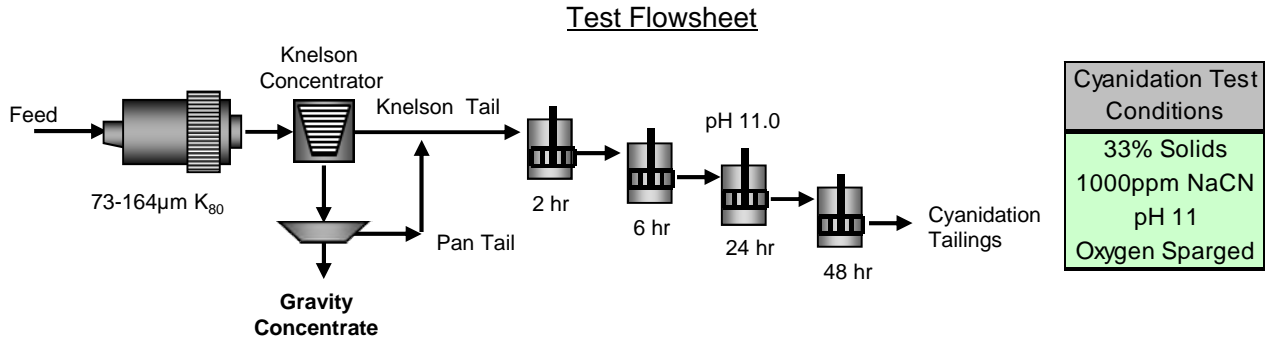 Test Flowsheet
Feed
73-164µm K80
Knelson
Concentrator
Knelson Tail
Pan Tail
Gravity
Concentrate
2 hr
6 hr
pH 11.0
24 hr
48 hr
Cyanidation
Tailings
Cyanidation Test
Conditions
33% Solids
1000ppm NaCN
pH 11
Oxygen Sparged